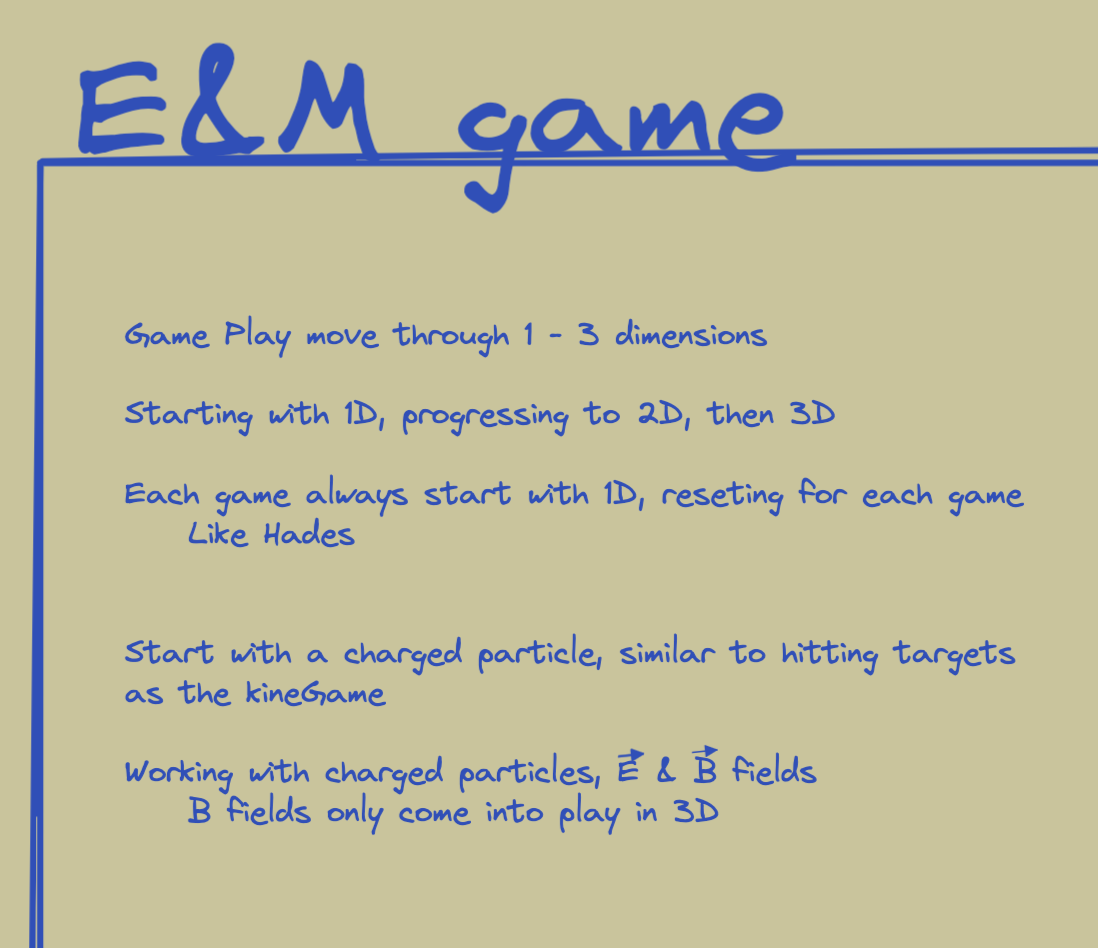 E&M game
Game Play move through 1 - 3 dimensions
Starting with 1D, progressing to 2D, then 3D
Each game always start with 1D, reseting for each game
Like Hades
Start with a charged particle, similar to hitting targets
as the kineGame
Working with charged particles, E⃗ & B⃗ fields
B fields only come into play in 3D